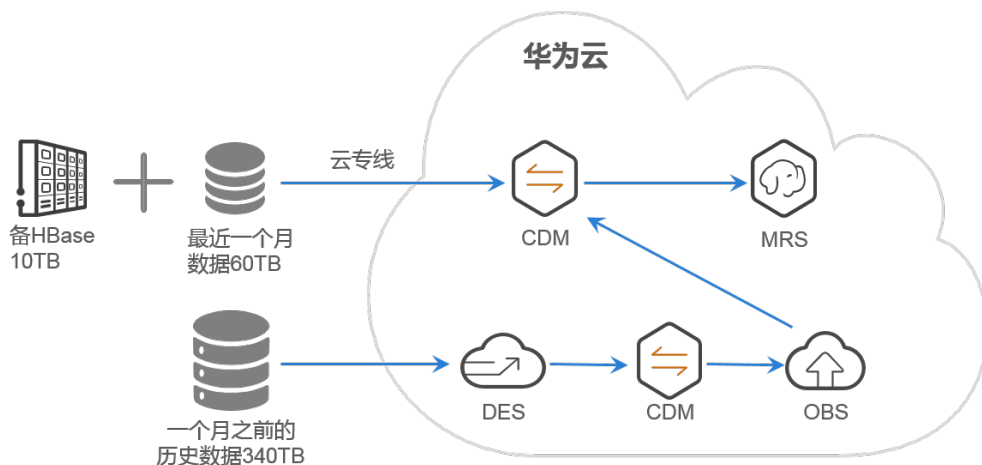 华为云
云专线
备HBase
10TB
最近一个月
数据60TB
CDM
MRS
一个月之前的
历史数据340TB
DES
CDM
OBS